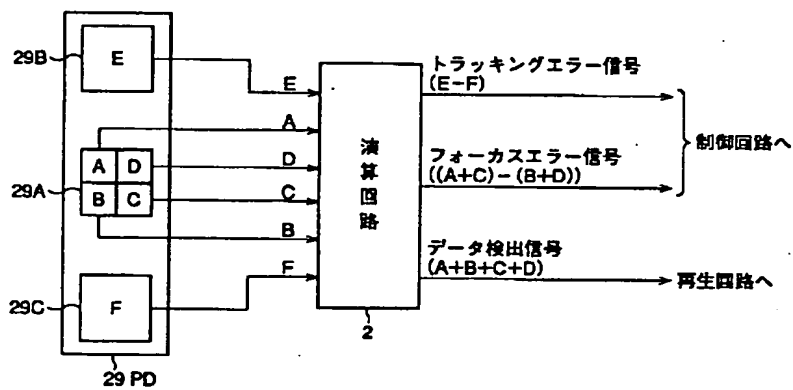 29B
E
29A
A
D
B
C
29C
F
29 PD
E
A
D
C
B
F
演算回路
2
トラッキングエラー信号
(E-F)
フォーカスエラー信号
((A+C)-(B+D))
制御回路へ
データ検出信号
(A+B+C+D)
再生回路へ